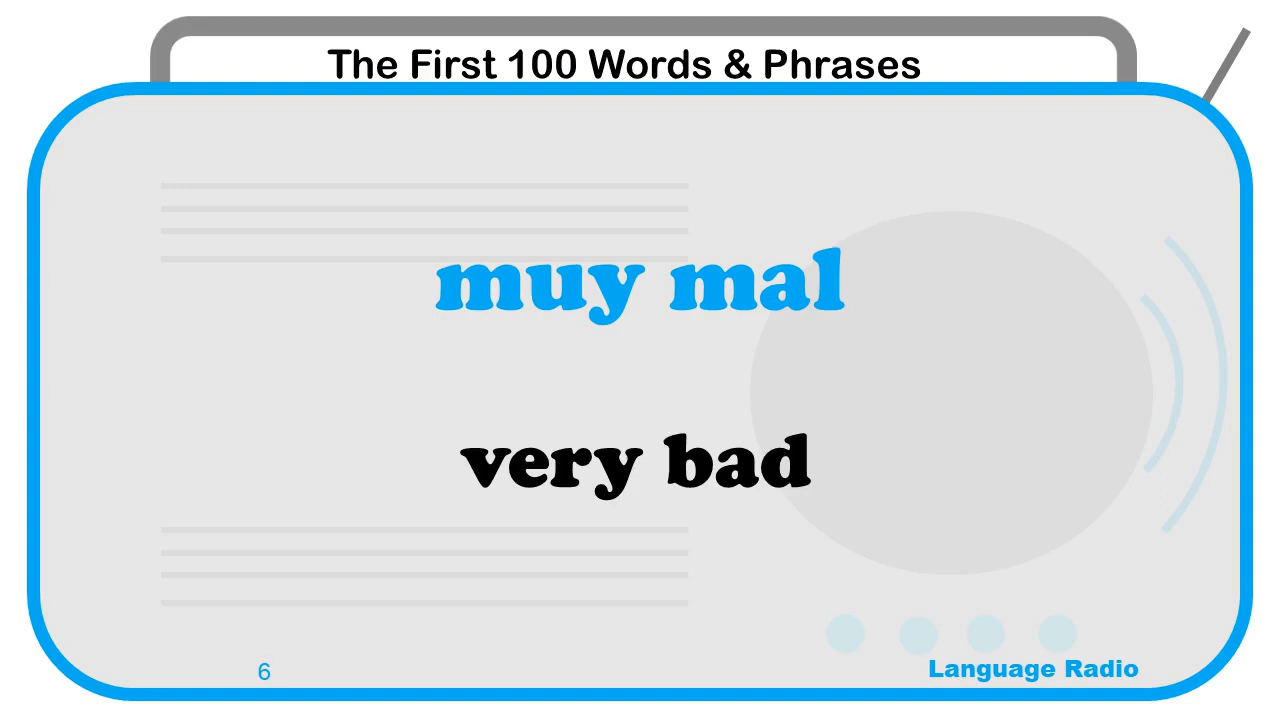 The First 100 Words & Phrases
muy mal
very bad
6
Language Radio